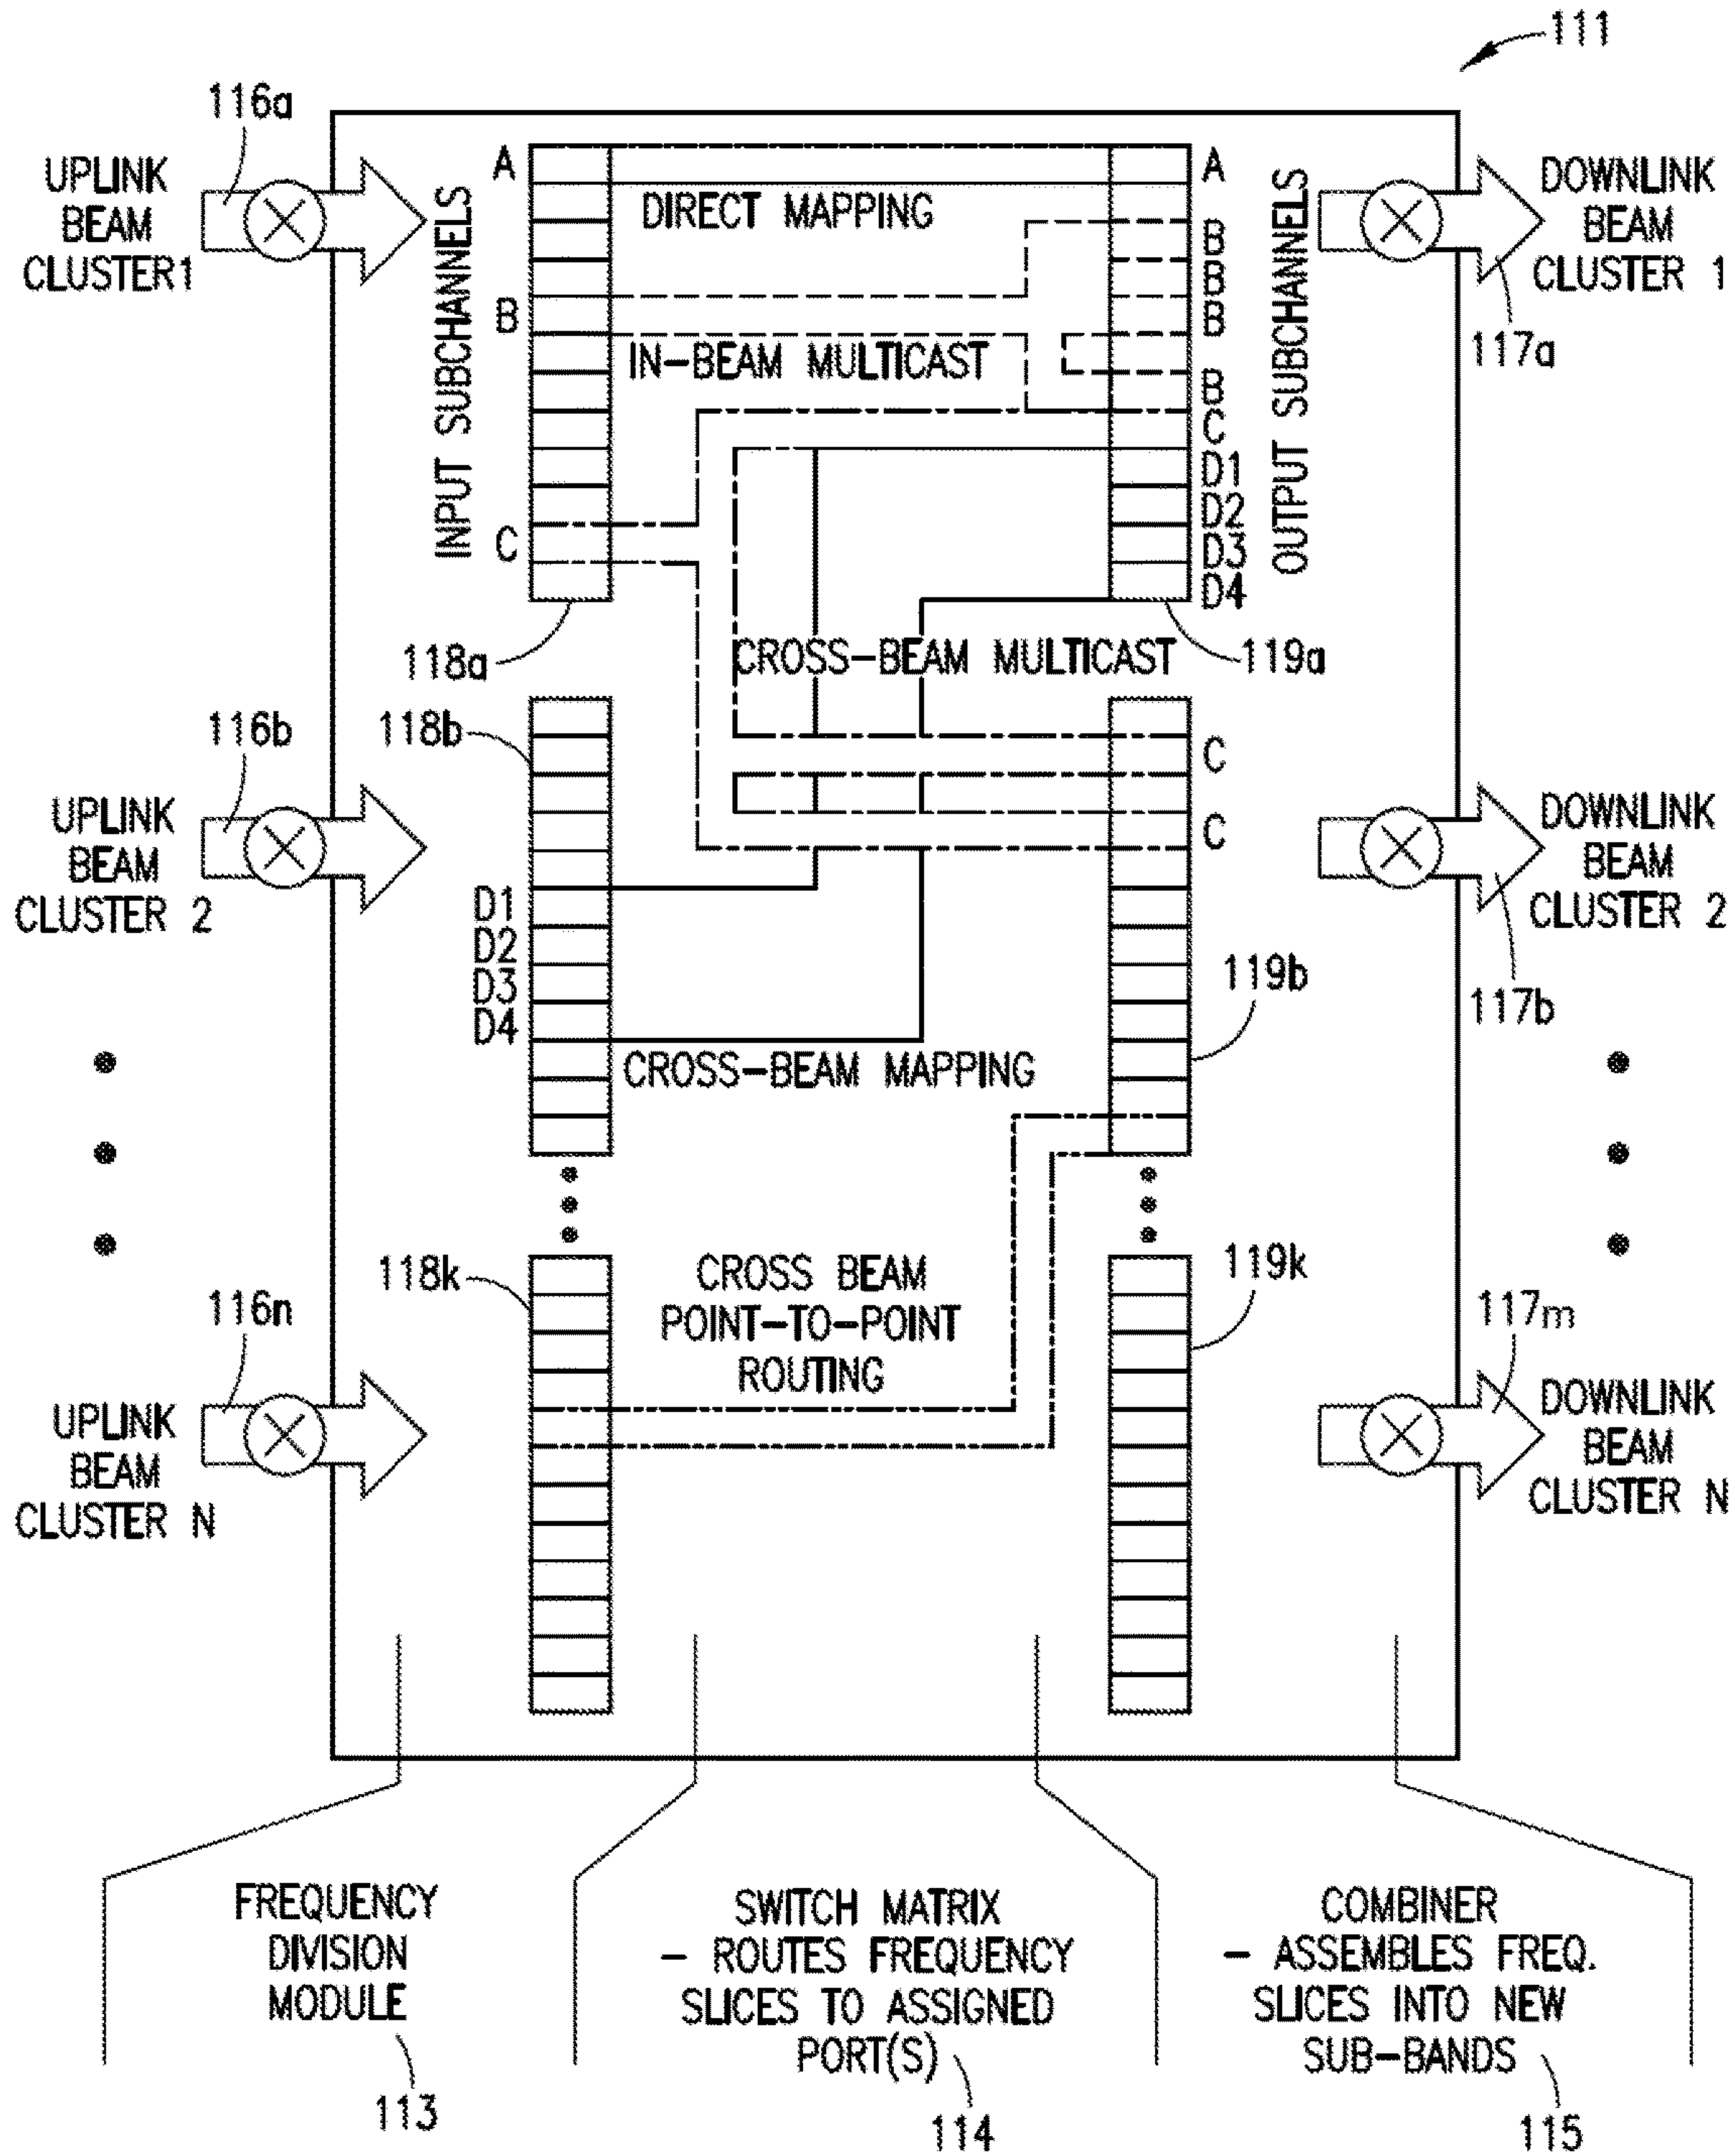 111
116a
UPLINK
BEAM
CLUSTER1
INPUT SUBCHANNELS
A
B
C
DIRECT MAPPING
IN-BEAM MULTICAST
A
B
B
B
B
C
D1
D2
D3
D4
OUTPUT SUBCHANNELS
DOWNLINK
BEAM
CLUSTER 1
117a
118a
CROSS-BEAM MULTICAST
119a
116b
UPLINK
BEAM
CLUSTER 2
118b
D1
D2
D3
D4
C
C
DOWNLINK
BEAM
CLUSTER 2
117b
119b
CROSS-BEAM MAPPING
116n
UPLINK
BEAM
CLUSTER N
118k
CROSS BEAM
POINT-TO-POINT
ROUTING
119k
117m
DOWNLINK
BEAM
CLUSTER N
FREQUENCY
DIVISION
MODULE
113
SWITCH MATRIX
- ROUTES FREQUENCY
SLICES TO ASSIGNED
PORT(S)
114
COMBINER
- ASSEMBLES FREQ.
SLICES INTO NEW
SUB-BANDS
115